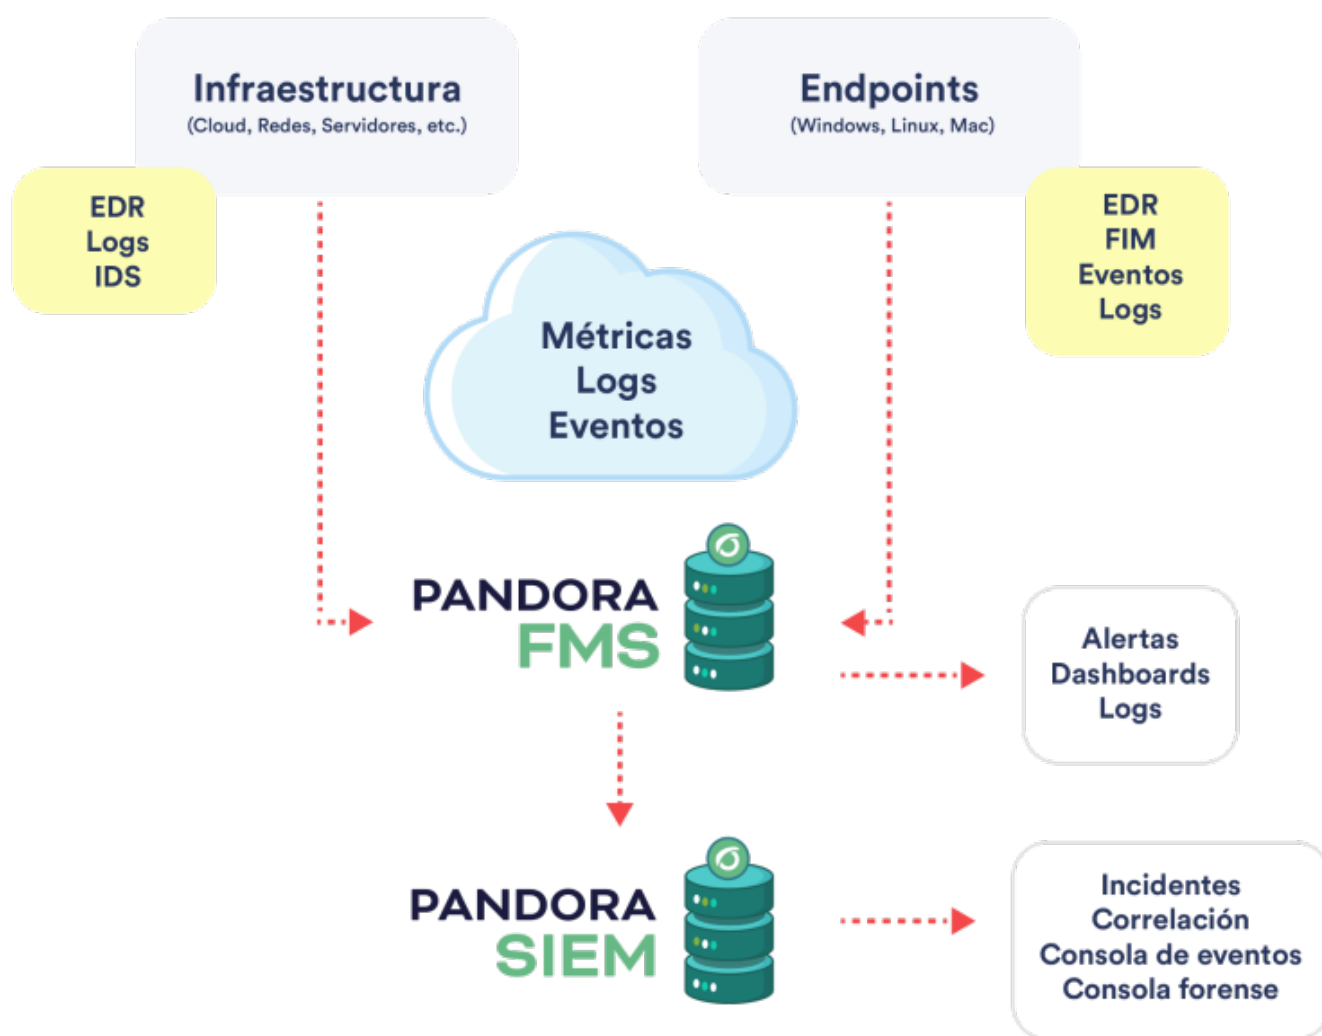 Infraestructura
(Cloud, Redes, Servidores, etc.)
Endpoints
(Windows, Linux, Mac)
EDR
Logs
IDS
EDR
FIM
Eventos
Logs
Métricas
Logs
Eventos
PANDORA
FMS
Alertas
Dashboards
Logs
PANDORA
SIEM
Incidentes
Correlación
Consola de eventos
Consola forense